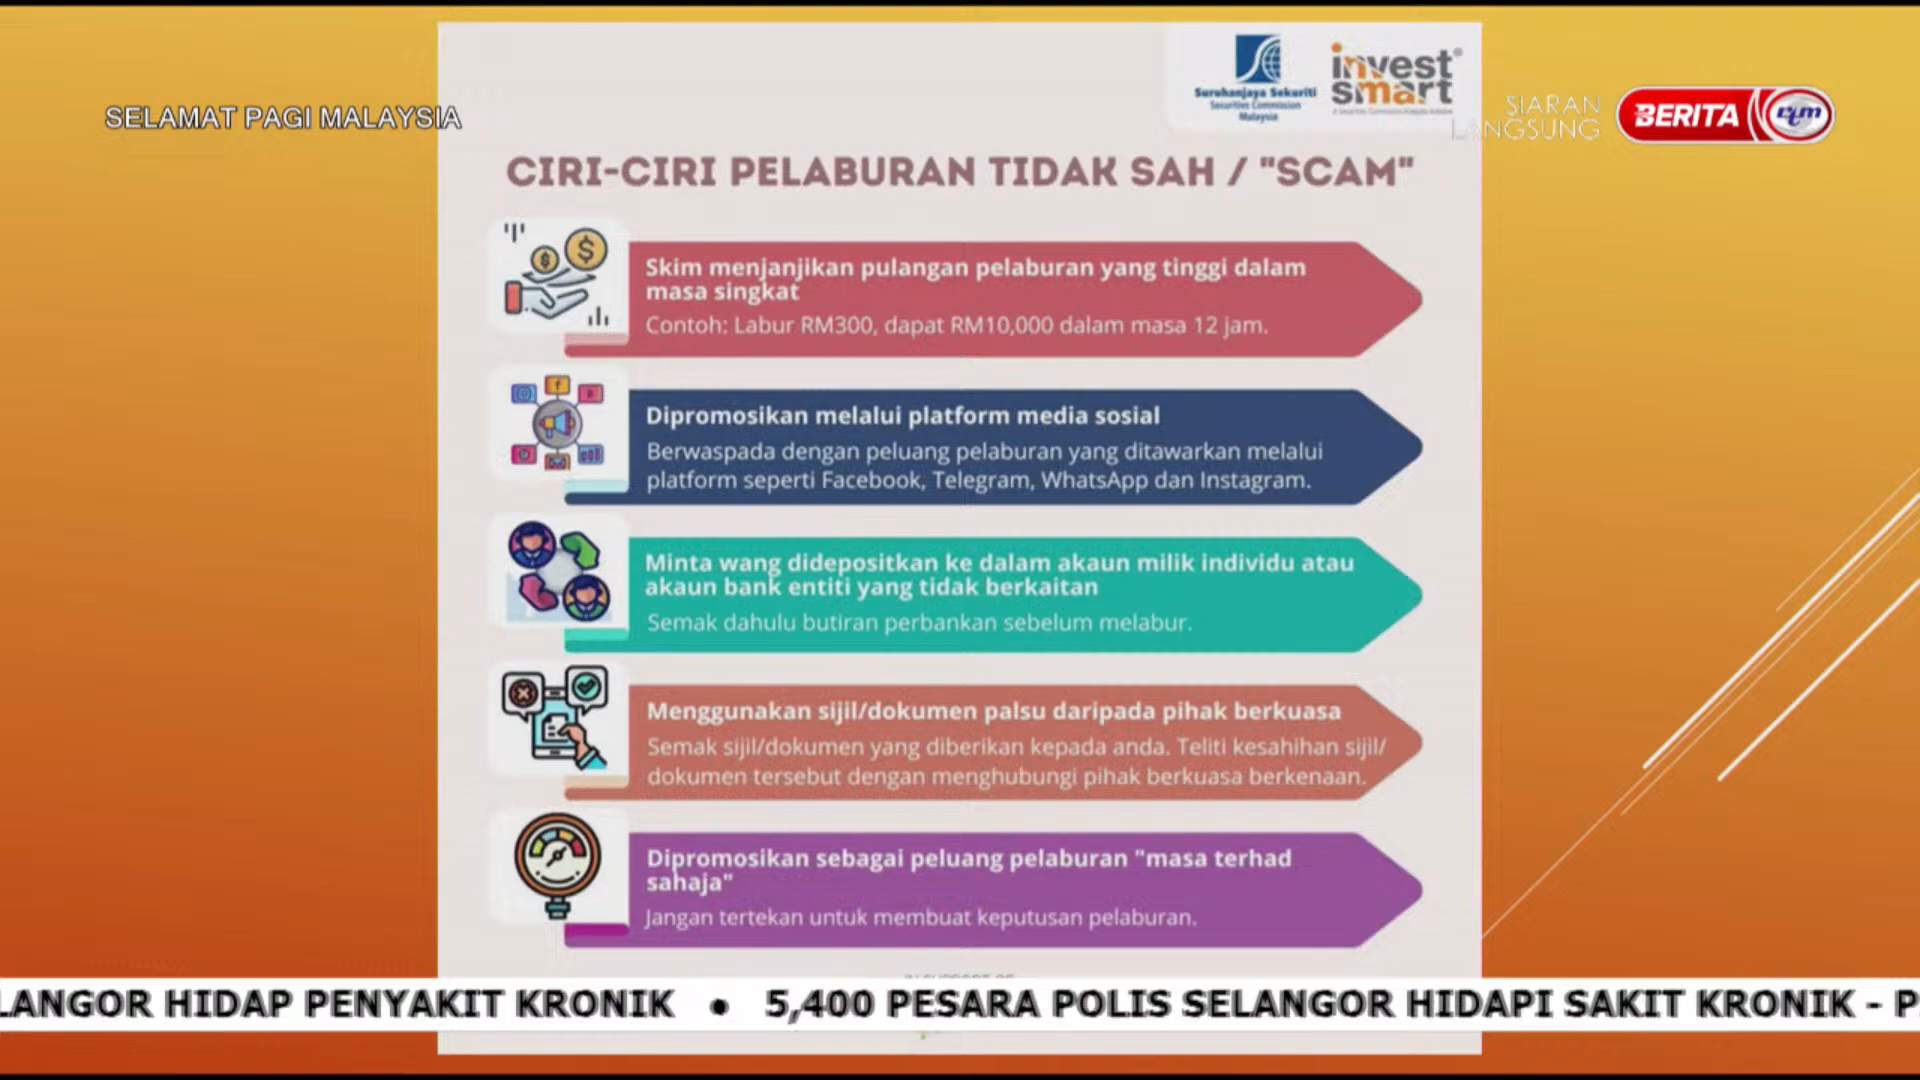 SELAMAT PAGI MALAYSIA
Suruhanjaya Sekuriti
Securities Commission
Malaysia
invest
smart
SIARAN
LANGSUNG
BERITA rtm
CIRI-CIRI PELABURAN TIDAK SAH / "SCAM"
Skim menjanjikan pulangan pelaburan yang tinggi dalam
masa singkat
Contoh: Labur RM300, dapat RM10,000 dalam masa 12 jam.
Dipromosikan melalui platform media sosial
Berwaspada dengan peluang pelaburan yang ditawarkan melalui
platform seperti Facebook, Telegram, WhatsApp dan Instagram.
Minta wang didepositkan ke dalam akaun milik individu atau
akaun bank entiti yang tidak berkaitan
Semak dahulu butiran perbankan sebelum melabur.
Menggunakan sijil/dokumen palsu daripada pihak berkuasa
Semak sijil/dokumen yang diberikan kepada anda. Teliti kesahihan sijil/
dokumen tersebut dengan menghubungi pihak berkuasa berkenaan.
Dipromosikan sebagai peluang pelaburan "masa terhad
sahaja"
Jangan tertekan untuk membuat keputusan pelaburan.
LANGOR HIDAP PENYAKIT KRONIK • 5,400 PESARA POLIS SELANGOR HIDAPI SAKIT KRONIK - P